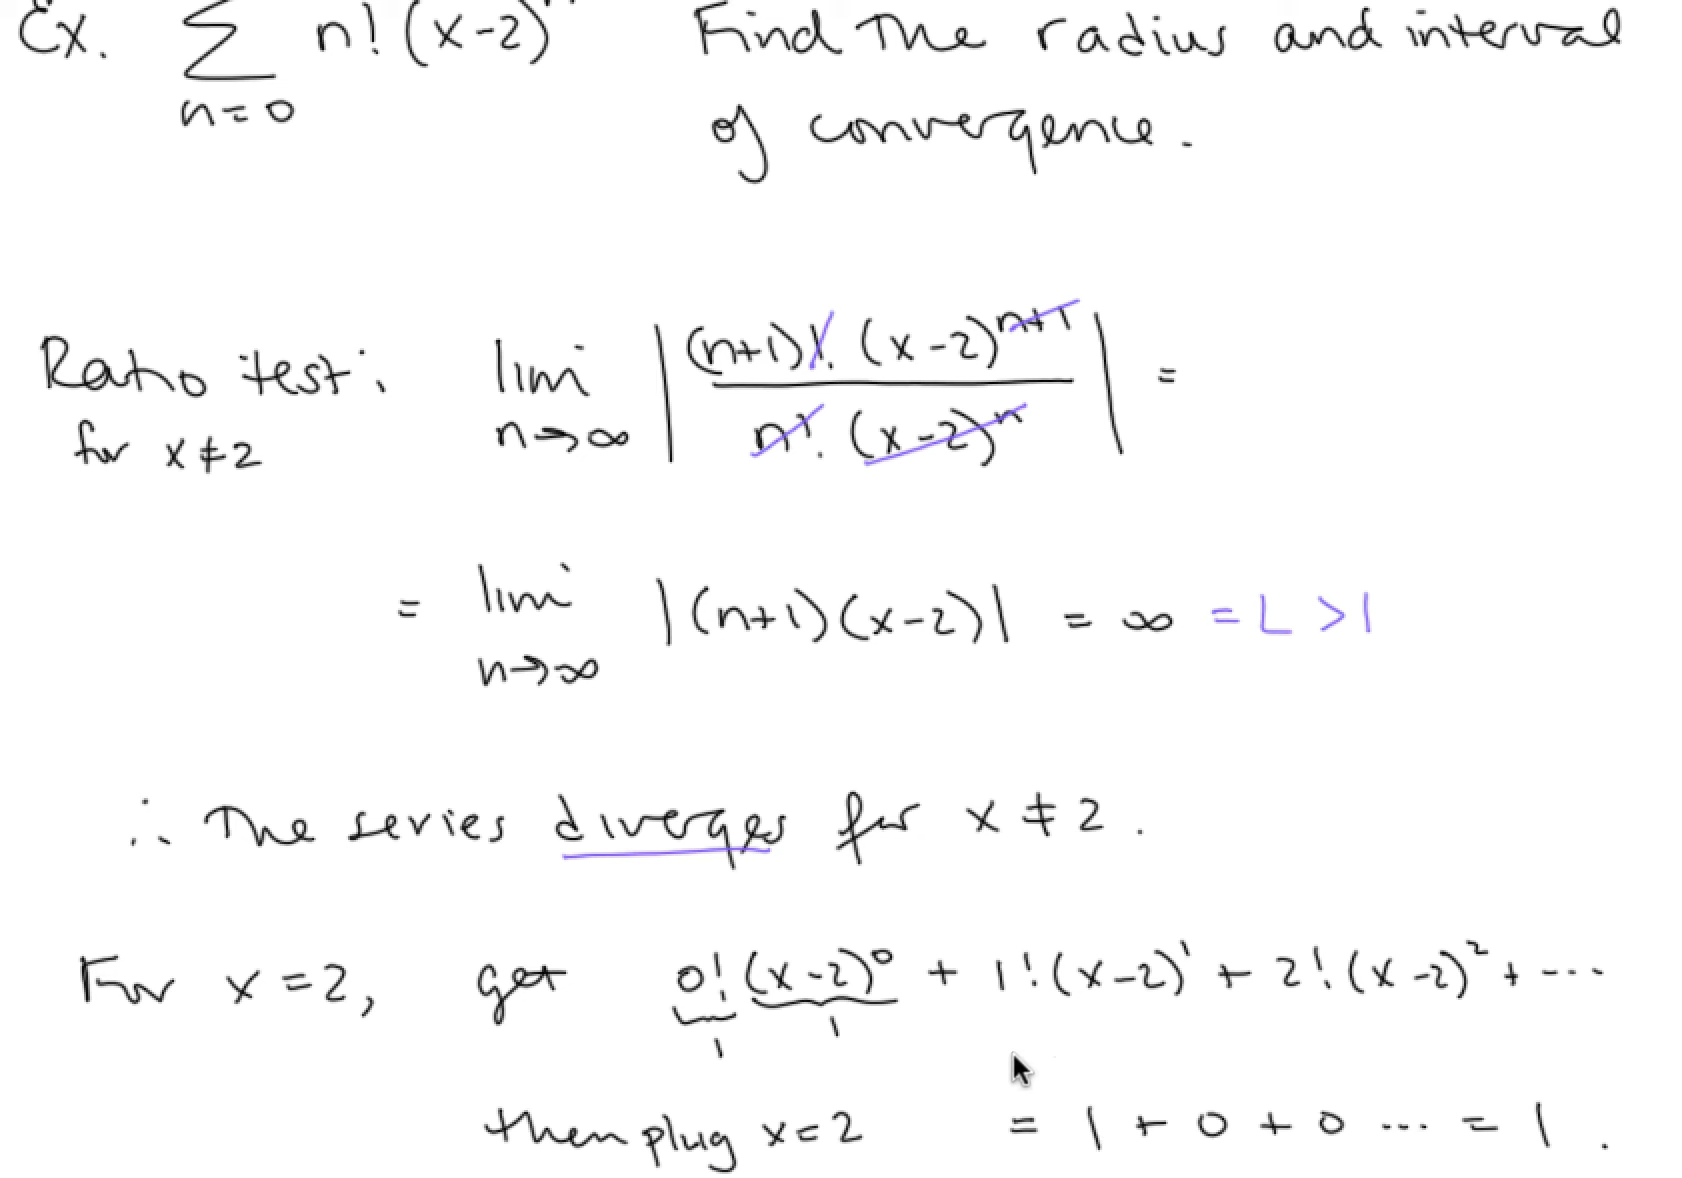 Ex. ∑ n! (x-2)^n Find the radius and interval
n=0 of convergence.
Ratio test: lim | (n+1)! (x-2)^{n+1} / n! (x-2)^n | =
for x≠2 n→∞
= lim |(n+1)(x-2)| = ∞ = L > 1
n→∞
∴ The series diverges for x ≠ 2.
For x = 2, get 0! (x-2)^0 + 1! (x-2)^1 + 2! (x-2)^2 + ...
1 1
then plug x=2 = 1 + 0 + 0 ... = 1.